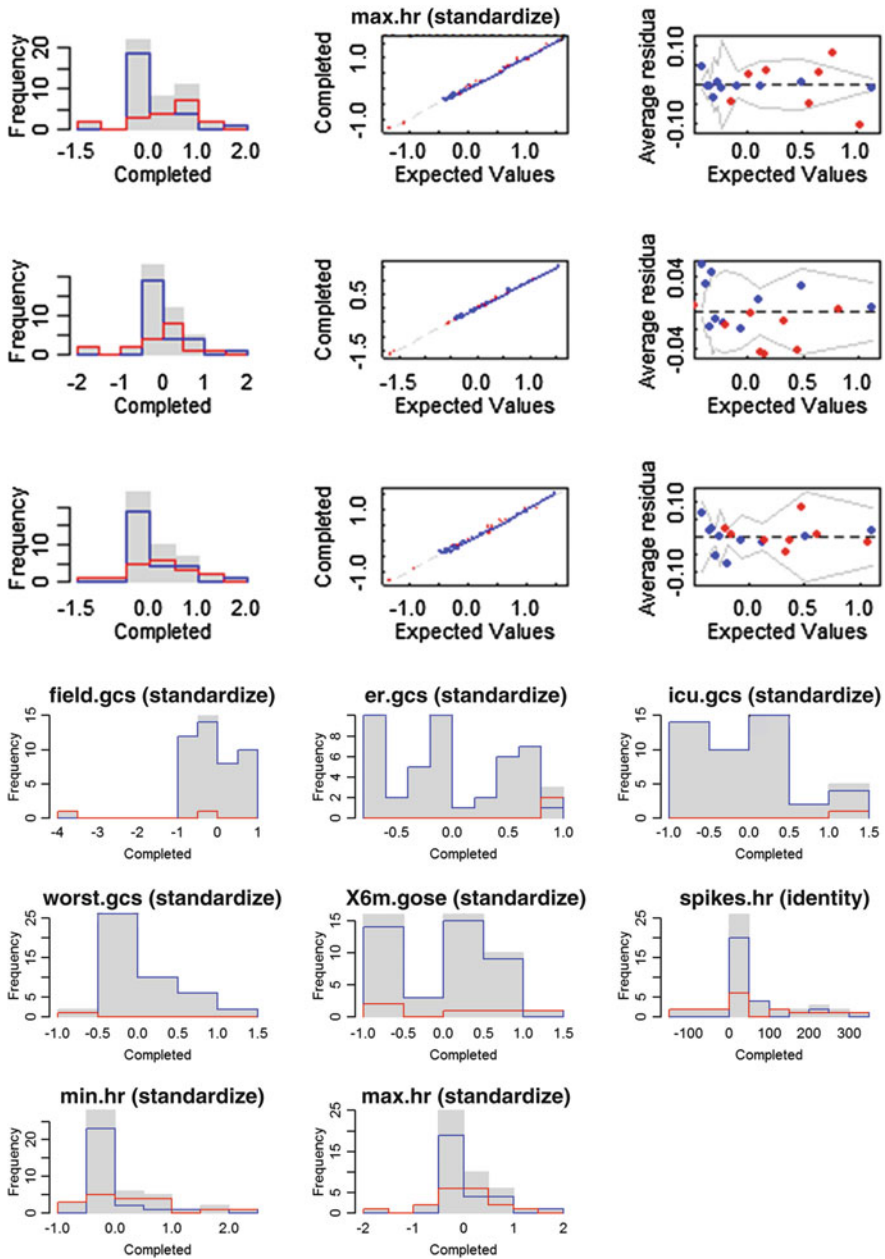 max.hr (standardize)
Frequency
0 10 20
-1.5 0.0 1.0 2.0
Completed
Completed
-1.0 1.0
-1.0 0.0 1.0
Expected Values
Average residua
-0.10 0.10
0.0 0.5 1.0
Expected Values
Frequency
0 10
-2 -1 0 1 2
Completed
Completed
-1.5 0.5
-1.5 0.0 1.0
Expected Values
Average residua
-0.04 0.04
0.0 0.5 1.0
Expected Values
Frequency
0 10
-1.5 0.0 1.0 2.0
Completed
Completed
-1.0 1.0
-1.0 0.0 1.0
Expected Values
Average residua
-0.10 0.10
0.0 0.5 1.0
Expected Values
field.gcs (standardize)
Frequency
0 5 10 15
-4 -3 -2 -1 0 1
Completed
er.gcs (standardize)
Frequency
0 2 4 6 8
-0.5 0.0 0.5 1.0
Completed
icu.gcs (standardize)
Frequency
0 5 10 15
-1.0 -0.5 0.0 0.5 1.0 1.5
Completed
worst.gcs (standardize)
Frequency
0 5 15 25
-1.0 -0.5 0.0 0.5 1.0 1.5
Completed
X6m.gose (standardize)
Frequency
0 5 10 15
-1.0 -0.5 0.0 0.5 1.0 1.5
Completed
spikes.hr (identity)
Frequency
0 5 15 25
-100 0 100 200 300
Completed
min.hr (standardize)
Frequency
0 10 20
-1.0 0.0 1.0 2.0
Completed
max.hr (standardize)
Frequency
0 5 15 25
-2 -1 0 1 2
Completed